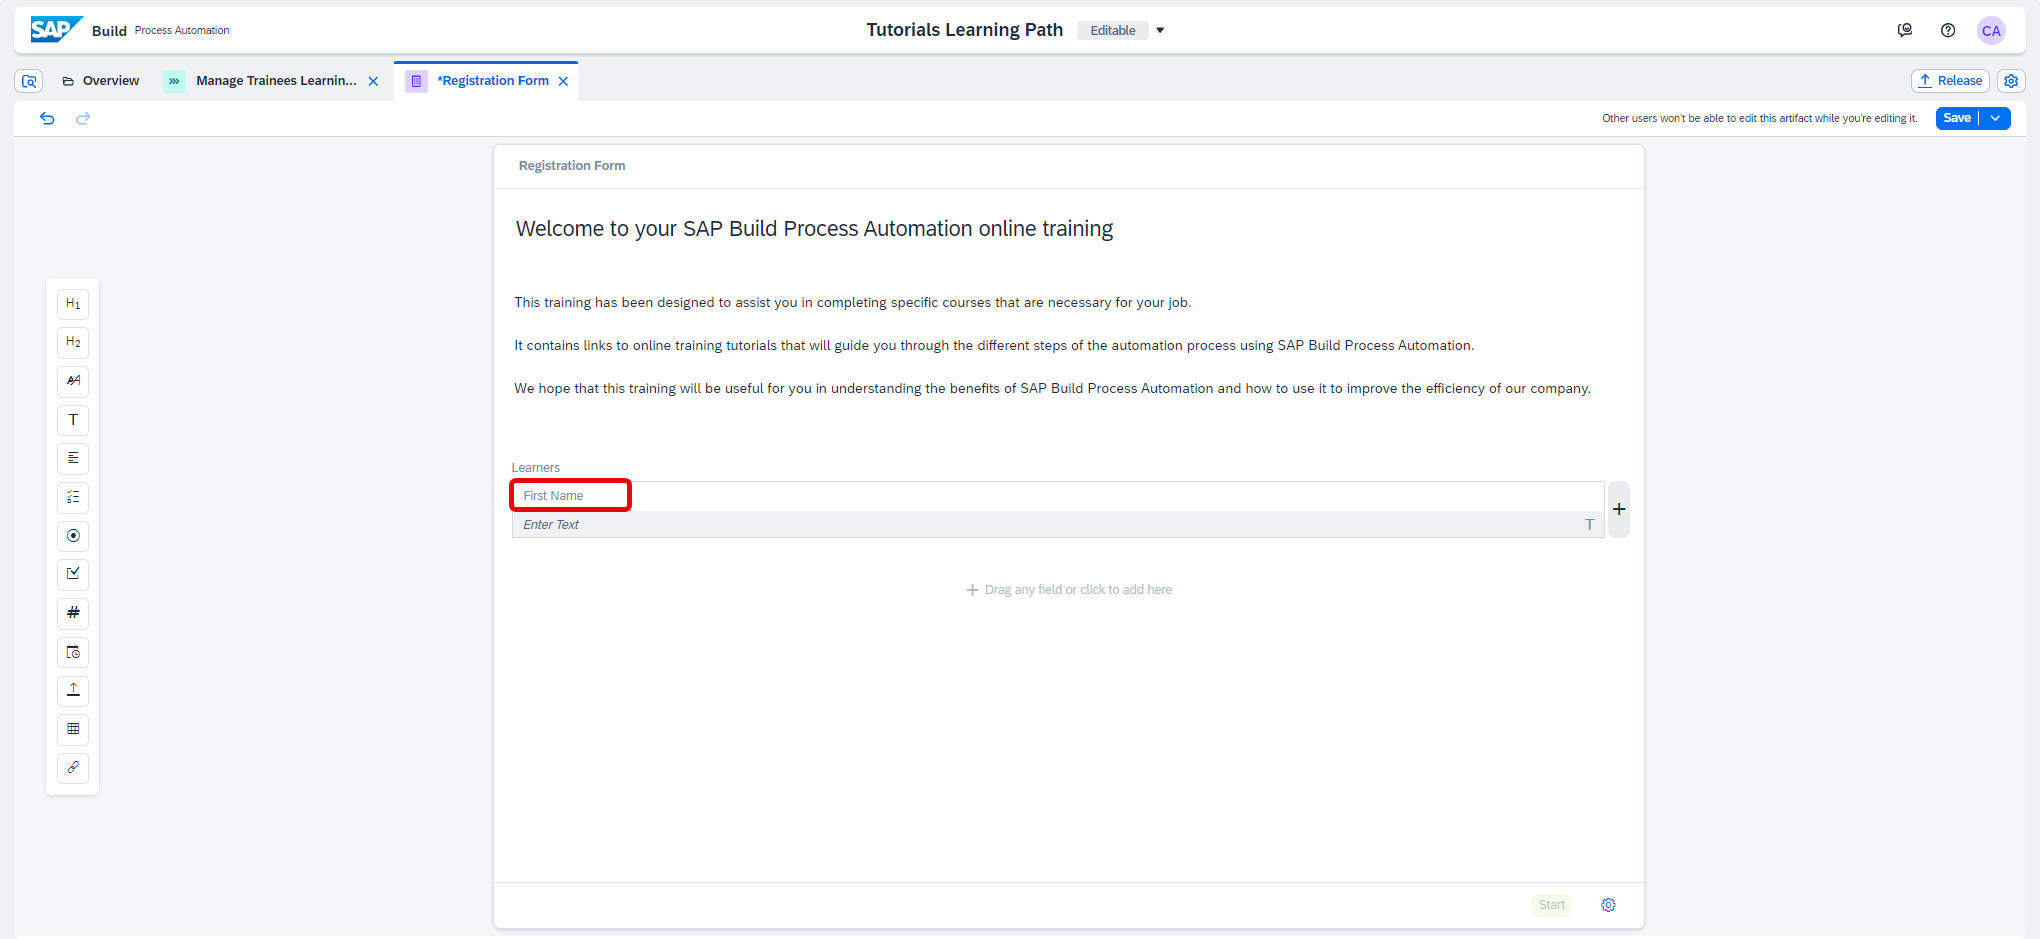 SAP Build Process Automation
Tutorials Learning Path Editable
CA
Overview
Manage Trainees Learnin...
*Registration Form
Release
Other users won't be able to edit this artifact while you're editing it.
Save
Registration Form
Welcome to your SAP Build Process Automation online training
This training has been designed to assist you in completing specific courses that are necessary for your job.
It contains links to online training tutorials that will guide you through the different steps of the automation process using SAP Build Process Automation.
We hope that this training will be useful for you in understanding the benefits of SAP Build Process Automation and how to use it to improve the efficiency of our company.
H1
H2
AA
T
#
Learners
First Name
Enter Text T
+
+ Drag any field or click to add here
Start